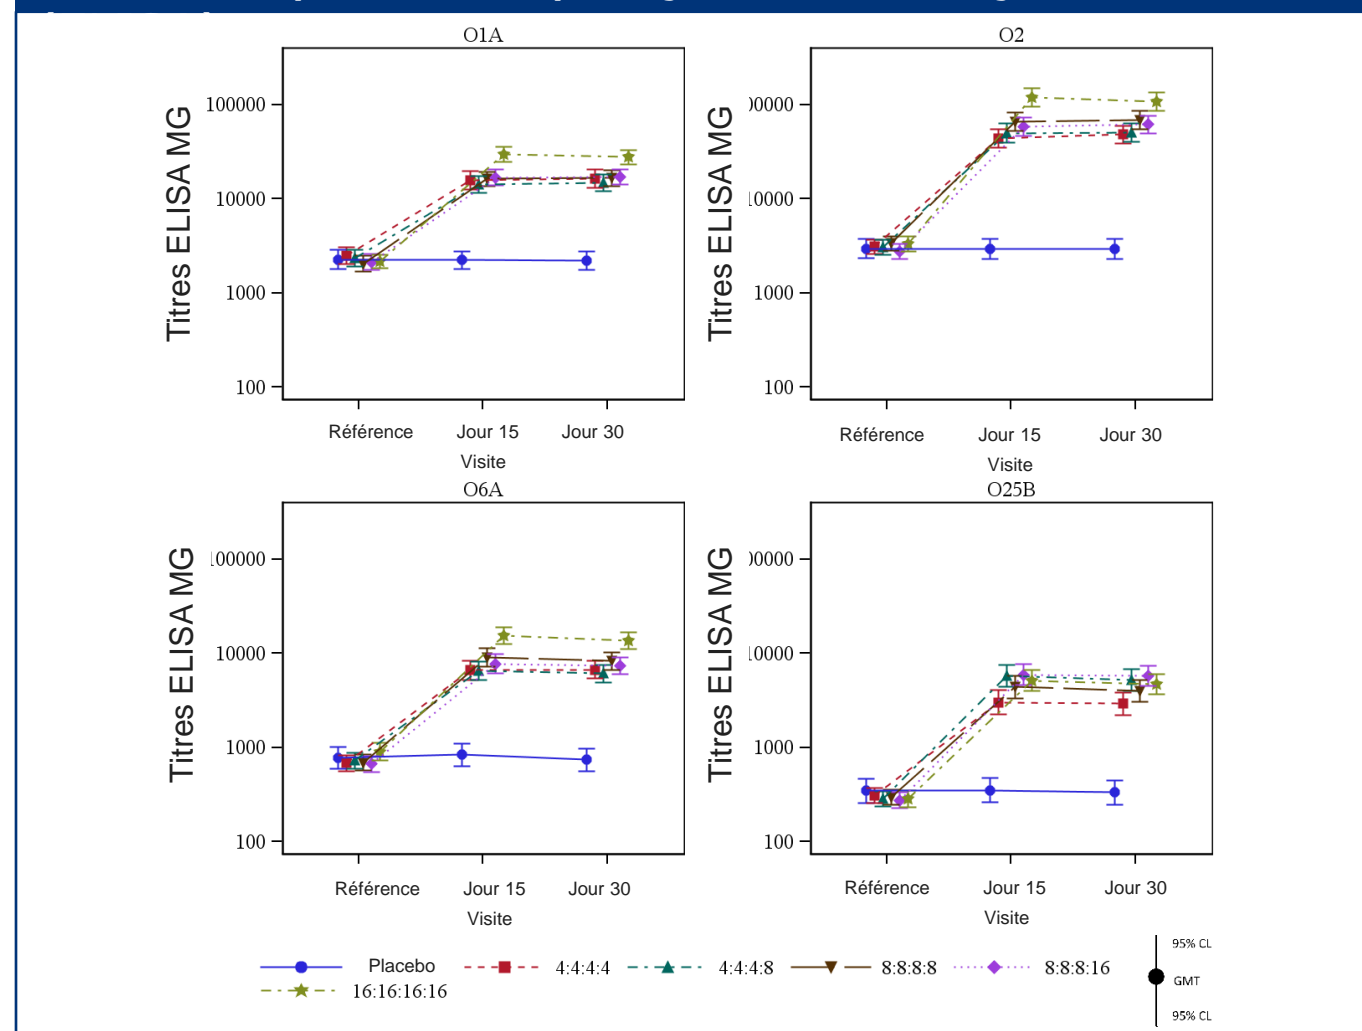 O1A
O2
Titres ELISA MG
100000
10000
1000
100
Référence
Jour 15
Jour 30
Visite
Titres ELISA MG
00000
0000
1000
100
Référence
Jour 15
Jour 30
Visite
O6A
O25B
Titres ELISA MG
100000
10000
1000
100
Référence
Jour 15
Jour 30
Visite
Titres ELISA MG
00000
0000
1000
100
Référence
Jour 15
Jour 30
Visite
Placebo
4:4:4:4
4:4:4:8
8:8:8:8
8:8:8:16
16:16:16:16
95% CL
GMT
95% CL